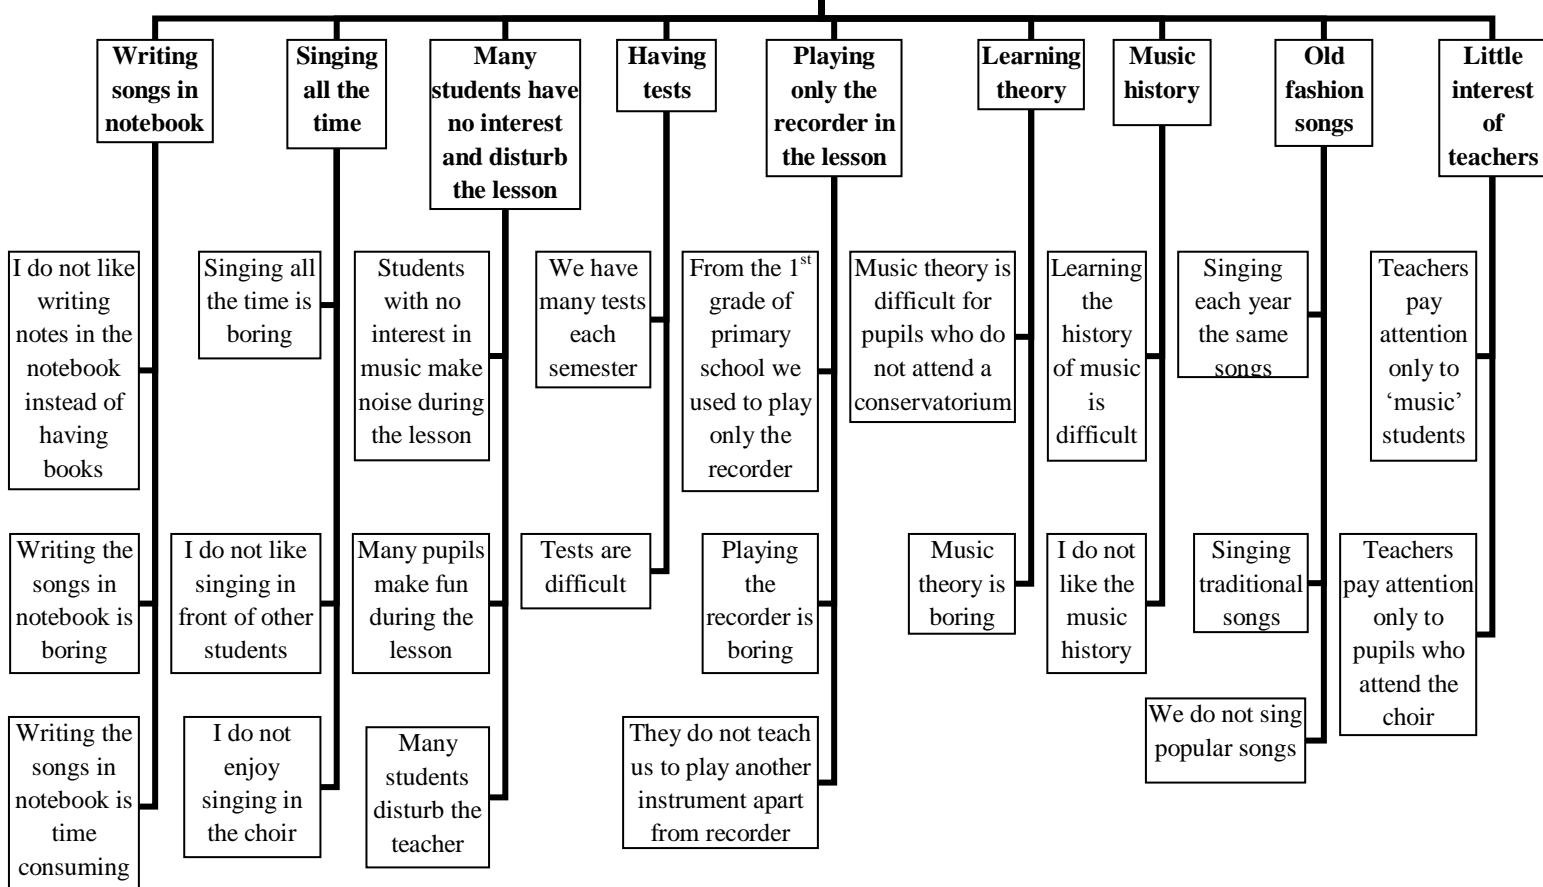 Writing
songs in
notebook
Singing
all the
time
Many
students have
no interest
and disturb
the lesson
Having
tests
Playing
only the
recorder in
the lesson
Learning
theory
Music
history
Old
fashion
songs
Little
interest
of
teachers
I do not like
writing
notes in the
notebook
instead of
having
books
Singing all
the time is
boring
Students
with no
interest in
music make
noise during
the lesson
We have
many tests
each
semester
From the 1st
grade of
primary
school we
used to play
only the
recorder
Music theory is
difficult for
pupils who do
not attend a
conservatorium
Learning
the
history
of music
is
difficult
Singing
each year
the same
songs
Teachers
pay
attention
only to
‘music’
students
Writing the
songs in
notebook is
boring
I do not like
singing in
front of other
students
Many pupils
make fun
during the
lesson
Tests are
difficult
Playing
the
recorder is
boring
Music
theory is
boring
I do not
like the
music
history
Singing
traditional
songs
Teachers
pay attention
only to
pupils who
attend the
choir
Writing the
songs in
notebook is
time
consuming
I do not
enjoy
singing in
the choir
Many
students
disturb the
teacher
They do not teach
us to play another
instrument apart
from recorder
We do not sing
popular songs